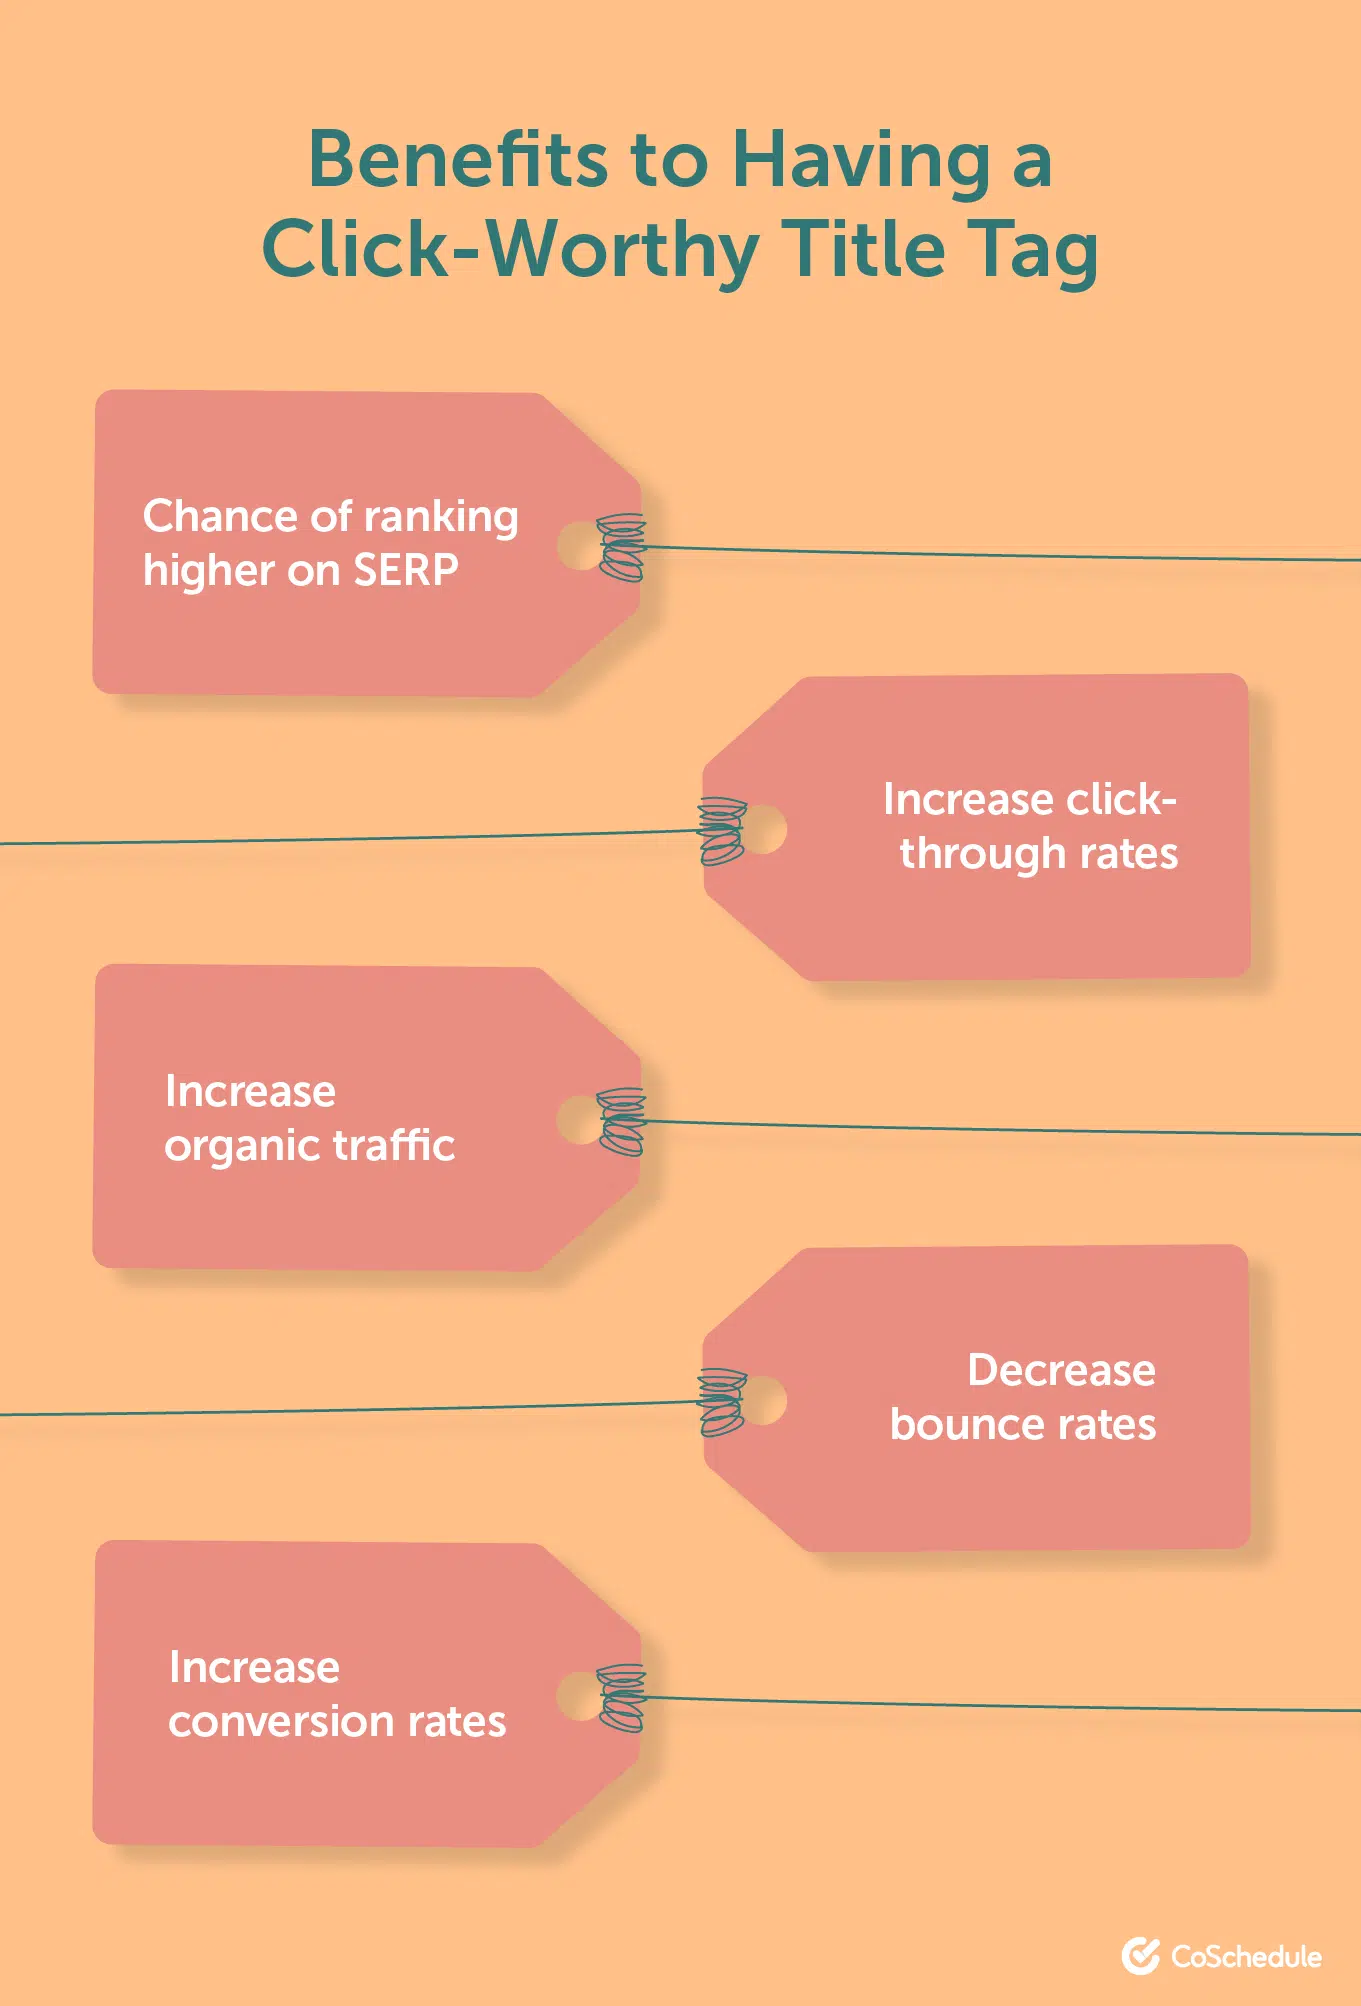 Benefits to Having a
Click-Worthy Title Tag
Chance of ranking
higher on SERP
Increase click-
through rates
Increase
organic traffic
Decrease
bounce rates
Increase
conversion rates
CoSchedule